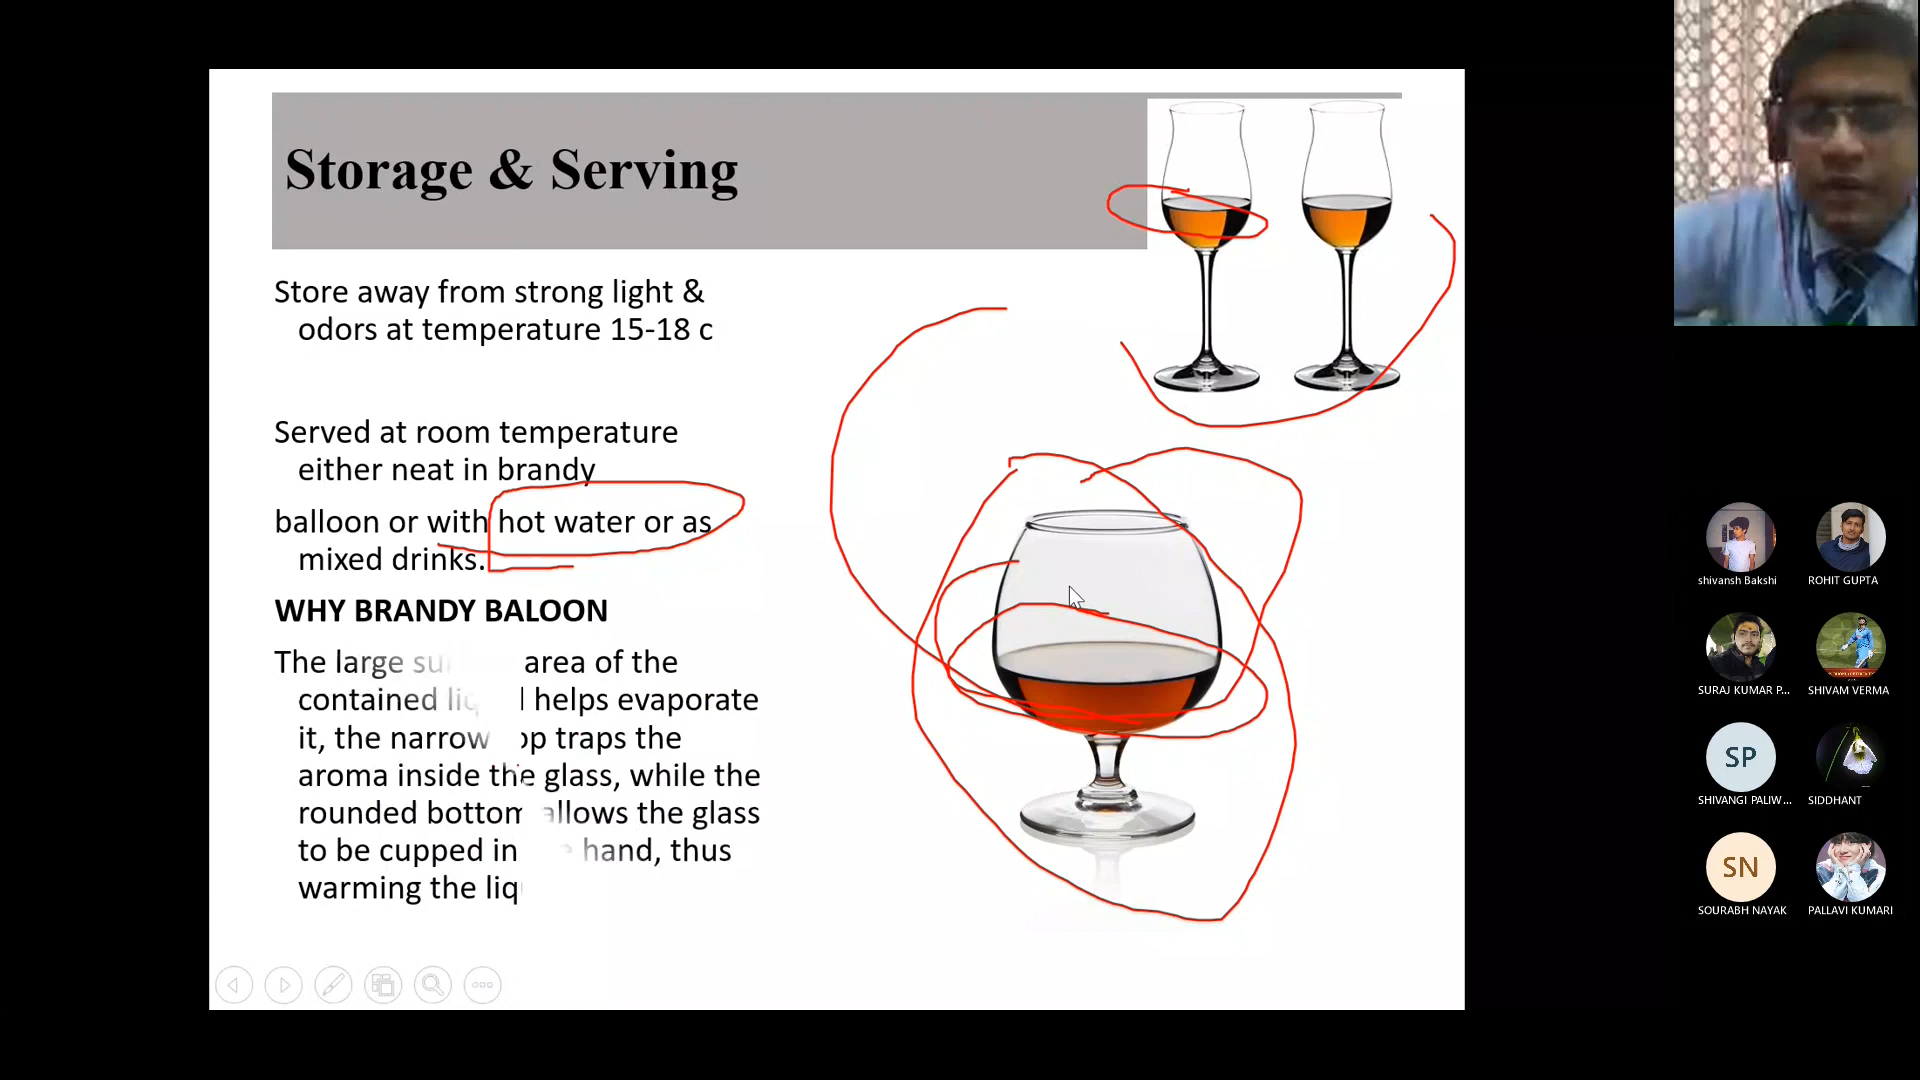 Storage & Serving
Store away from strong light &
odors at temperature 15-18 c
Served at room temperature
either neat in brandy
balloon or with hot water or as
mixed drinks.
WHY BRANDY BALOON
The large area of the
contained helps evaporate
it, the narrow traps the
aroma inside the glass, while the
rounded bottom allows the glass
to be cupped in hand, thus
warming the
shivansh Bakshi
ROHIT GUPTA
SURAJ KUMAR P...
SHIVAM VERMA
SP
SHIVANGI PALIW...
SIDDHANT
SN
SOURABH NAYAK
PALLAVI KUMARI